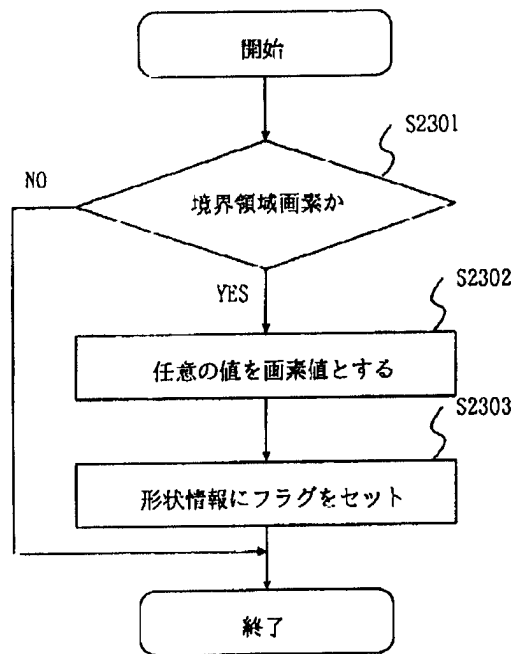 開始
S2301
NO
境界領域画素か
YES
S2302
任意の値を画素値とする
S2303
形状情報にフラグをセット
終了